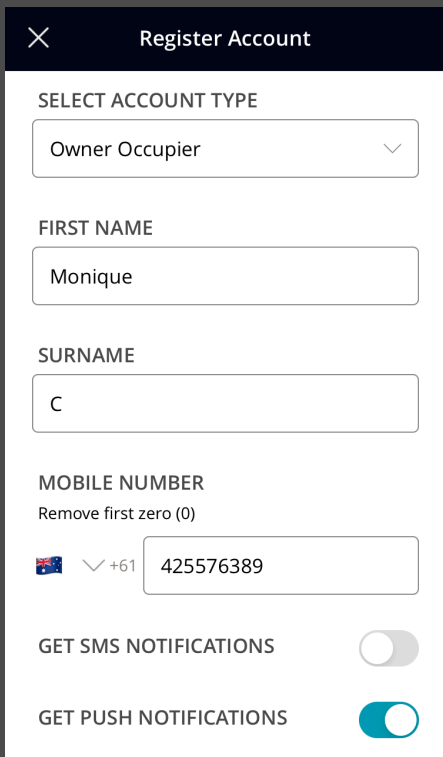 Register Account
SELECT ACCOUNT TYPE
Owner Occupier
FIRST NAME
Monique
SURNAME
C
MOBILE NUMBER
Remove first zero (0)
+61 425576389
GET SMS NOTIFICATIONS
GET PUSH NOTIFICATIONS